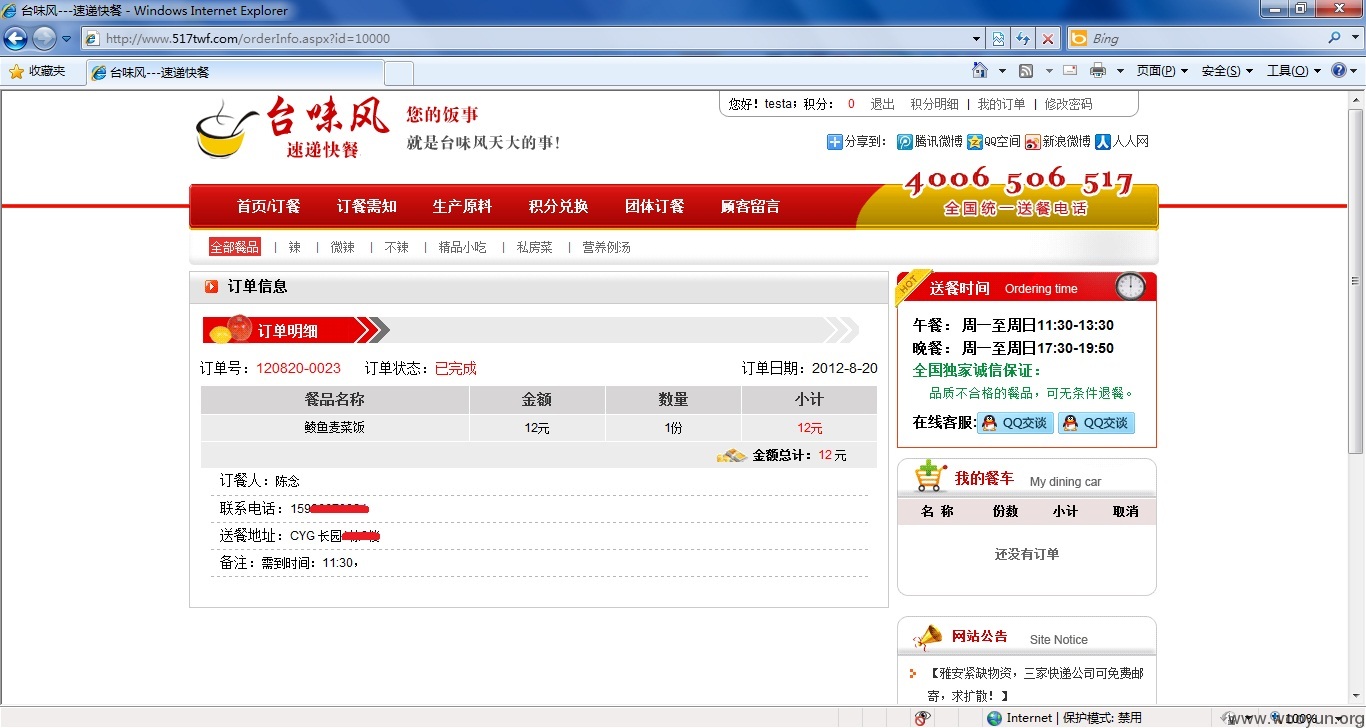 台味风---速递快餐 - Windows Internet Explorer
http://www.517twf.com/orderInfo.aspx?id=10000
Bing
收藏夹 台味风---速递快餐 页面(P) 安全(S) 工具(O)
您好！testa；积分： 0 退出 积分明细 | 我的订单 | 修改密码
台味风
速递快餐
您的饭事
就是台味风天大的事！
分享到： 腾讯微博 QQ空间 新浪微博 人人网
4006 506 517
全国统一送餐电话
首页/订餐 订餐需知 生产原料 积分兑换 团体订餐 顾客留言
全部餐品 | 辣 | 微辣 | 不辣 | 精品小吃 | 私房菜 | 营养例汤
订单信息
订单明细
订单号：120820-0023 订单状态：已完成 订单日期：2012-8-20
餐品名称 金额 数量 小计
鲮鱼麦菜饭 12元 1份 12元
金额总计：12 元
订餐人：陈念
联系电话：159
送餐地址：CYG 长园
备注：需到时间：11:30，
HOT
送餐时间 Ordering time
午餐： 周一至周日11:30-13:30
晚餐： 周一至周日17:30-19:50
全国独家诚信保证：
品质不合格的餐品，可无条件退餐。
在线客服: QQ交谈 QQ交谈
我的餐车 My dining car
名 称 份数 小计 取消
还没有订单
网站公告 Site Notice
【雅安紧缺物资，三家快递公司可免费邮
寄，求扩散！】
Internet | 保护模式: 禁用
100%
www.wooyun.org